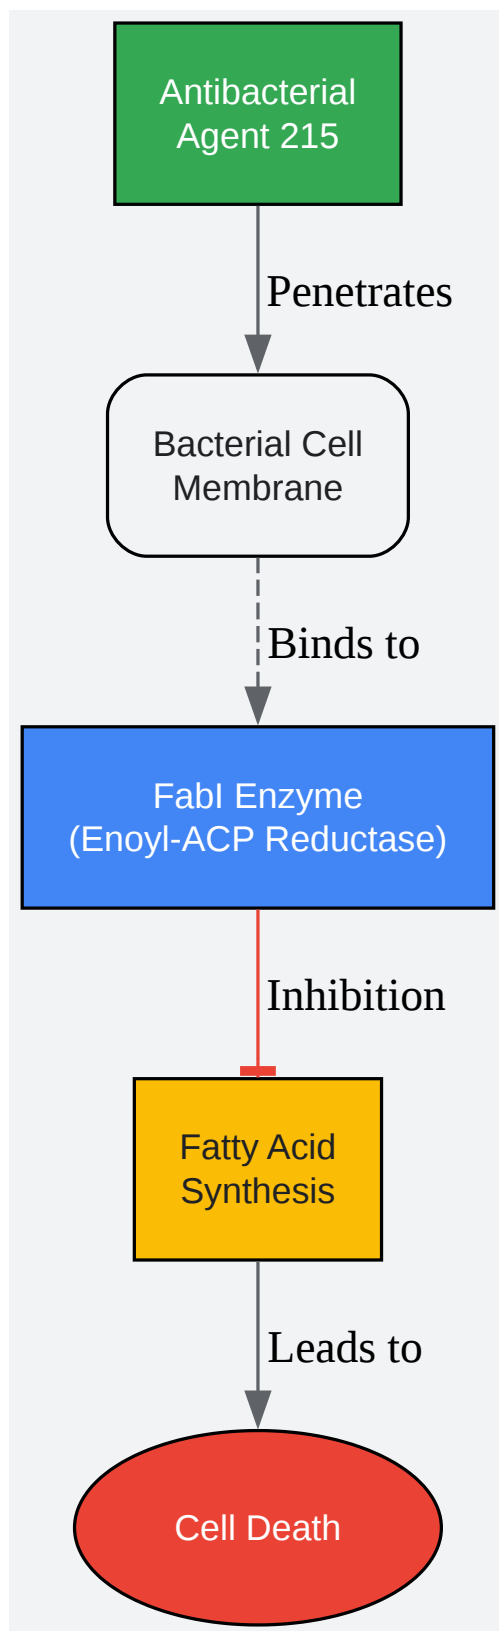 Antibacterial
Agent 215
Penetrates
Bacterial Cell
Membrane
Binds to
FabI Enzyme
(Enoyl-ACP Reductase)
Inhibition
Fatty Acid
Synthesis
Leads to
Cell Death